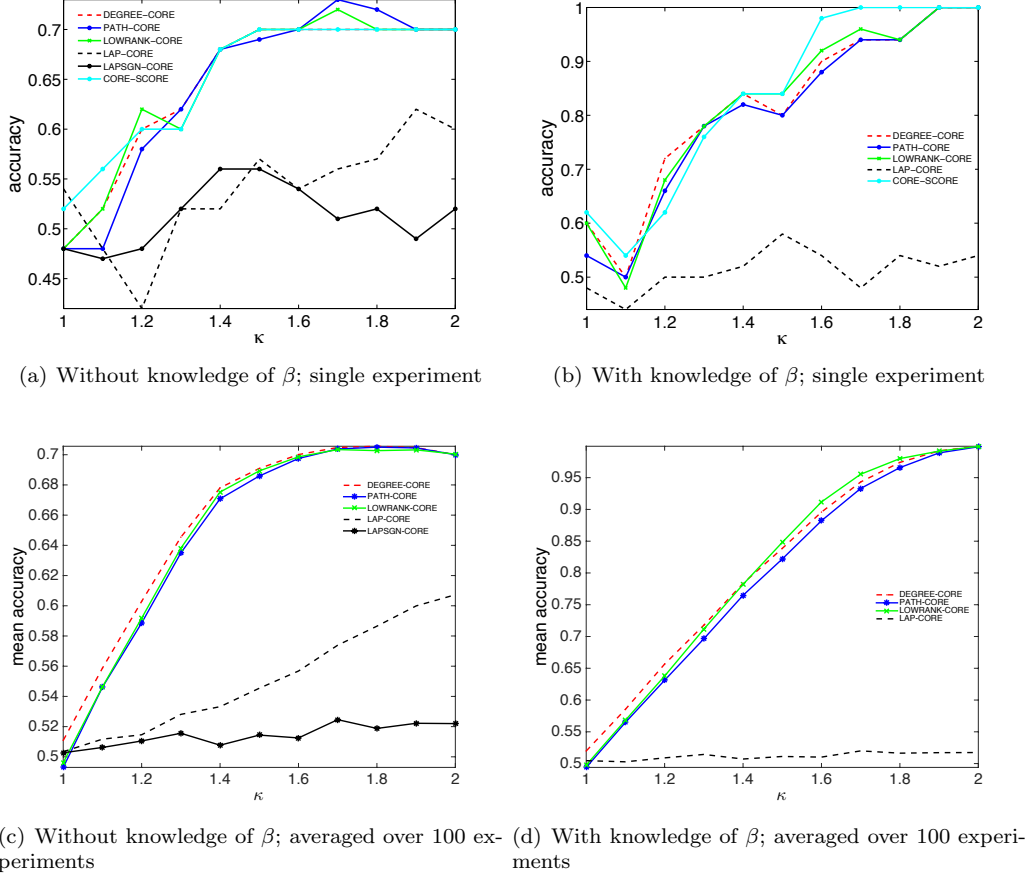 0.7
0.65
0.6
0.55
0.5
0.45
accuracy
DEGREE−CORE
PATH−CORE
LOWRANK−CORE
LAP−CORE
LAPSGN−CORE
CORE−SCORE
1 1.2 1.4 1.6 1.8 2
κ
(a) Without knowledge of β; single experiment
1
0.9
0.8
0.7
0.6
0.5
accuracy
DEGREE−CORE
PATH−CORE
LOWRANK−CORE
LAP−CORE
CORE−SCORE
1 1.2 1.4 1.6 1.8 2
κ
(b) With knowledge of β; single experiment
0.7
0.68
0.66
0.64
0.62
0.6
0.58
0.56
0.54
0.52
0.5
mean accuracy
DEGREE-CORE
PATH-CORE
LOWRANK-CORE
LAP-CORE
LAPSGN-CORE
1 1.2 1.4 1.6 1.8 2
κ
(c) Without knowledge of β; averaged over 100 ex-
periments
0.95
0.9
0.85
0.8
0.75
0.7
0.65
0.6
0.55
0.5
mean accuracy
DEGREE-CORE
PATH-CORE
LOWRANK-CORE
LAP-CORE
1 1.2 1.4 1.6 1.8 2
κ
(d) With knowledge of β; averaged over 100 experi-
ments